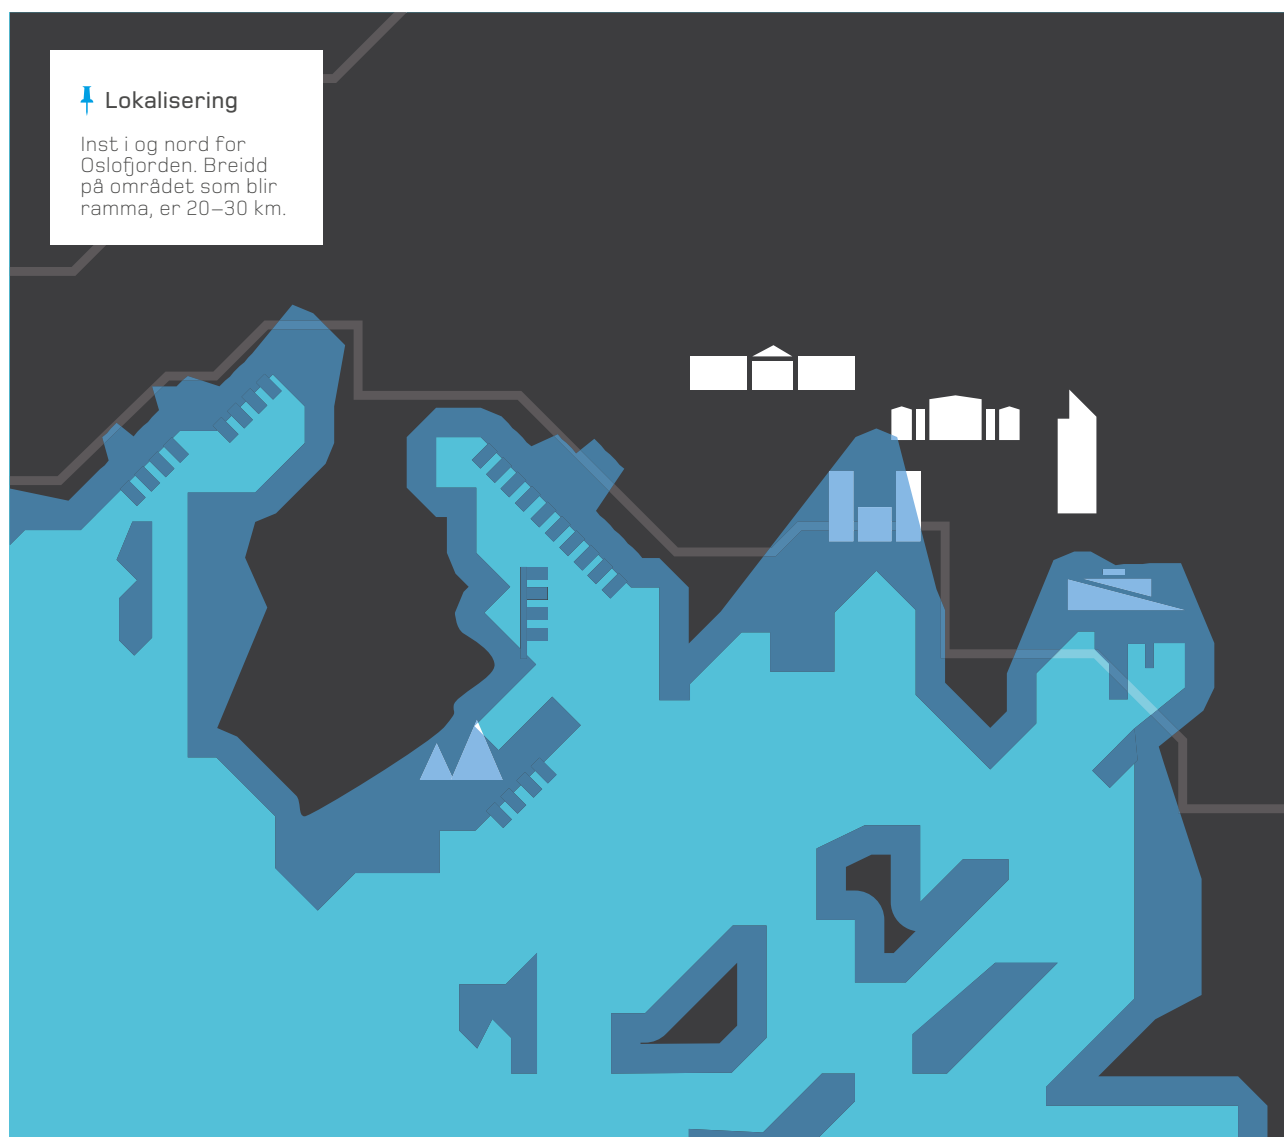 Lokalisering
Inst i og nord for
Oslofjorden. Breidd
på området som blir
ramma, er 20–30 km.